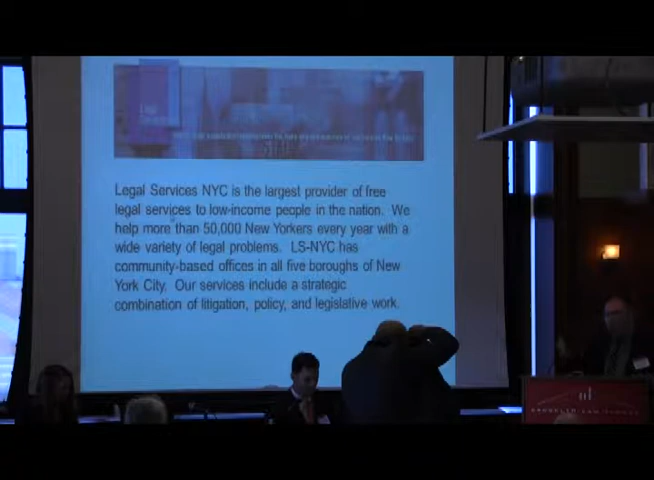 Legal Services NYC is the largest provider of free
legal services to low-income people in the nation. We
help more than 50,000 New Yorkers every year with a
wide variety of legal problems. LS-NYC has
community-based offices in all five boroughs of New
York City. Our services include a strategic
combination of litigation, policy, and legislative work.